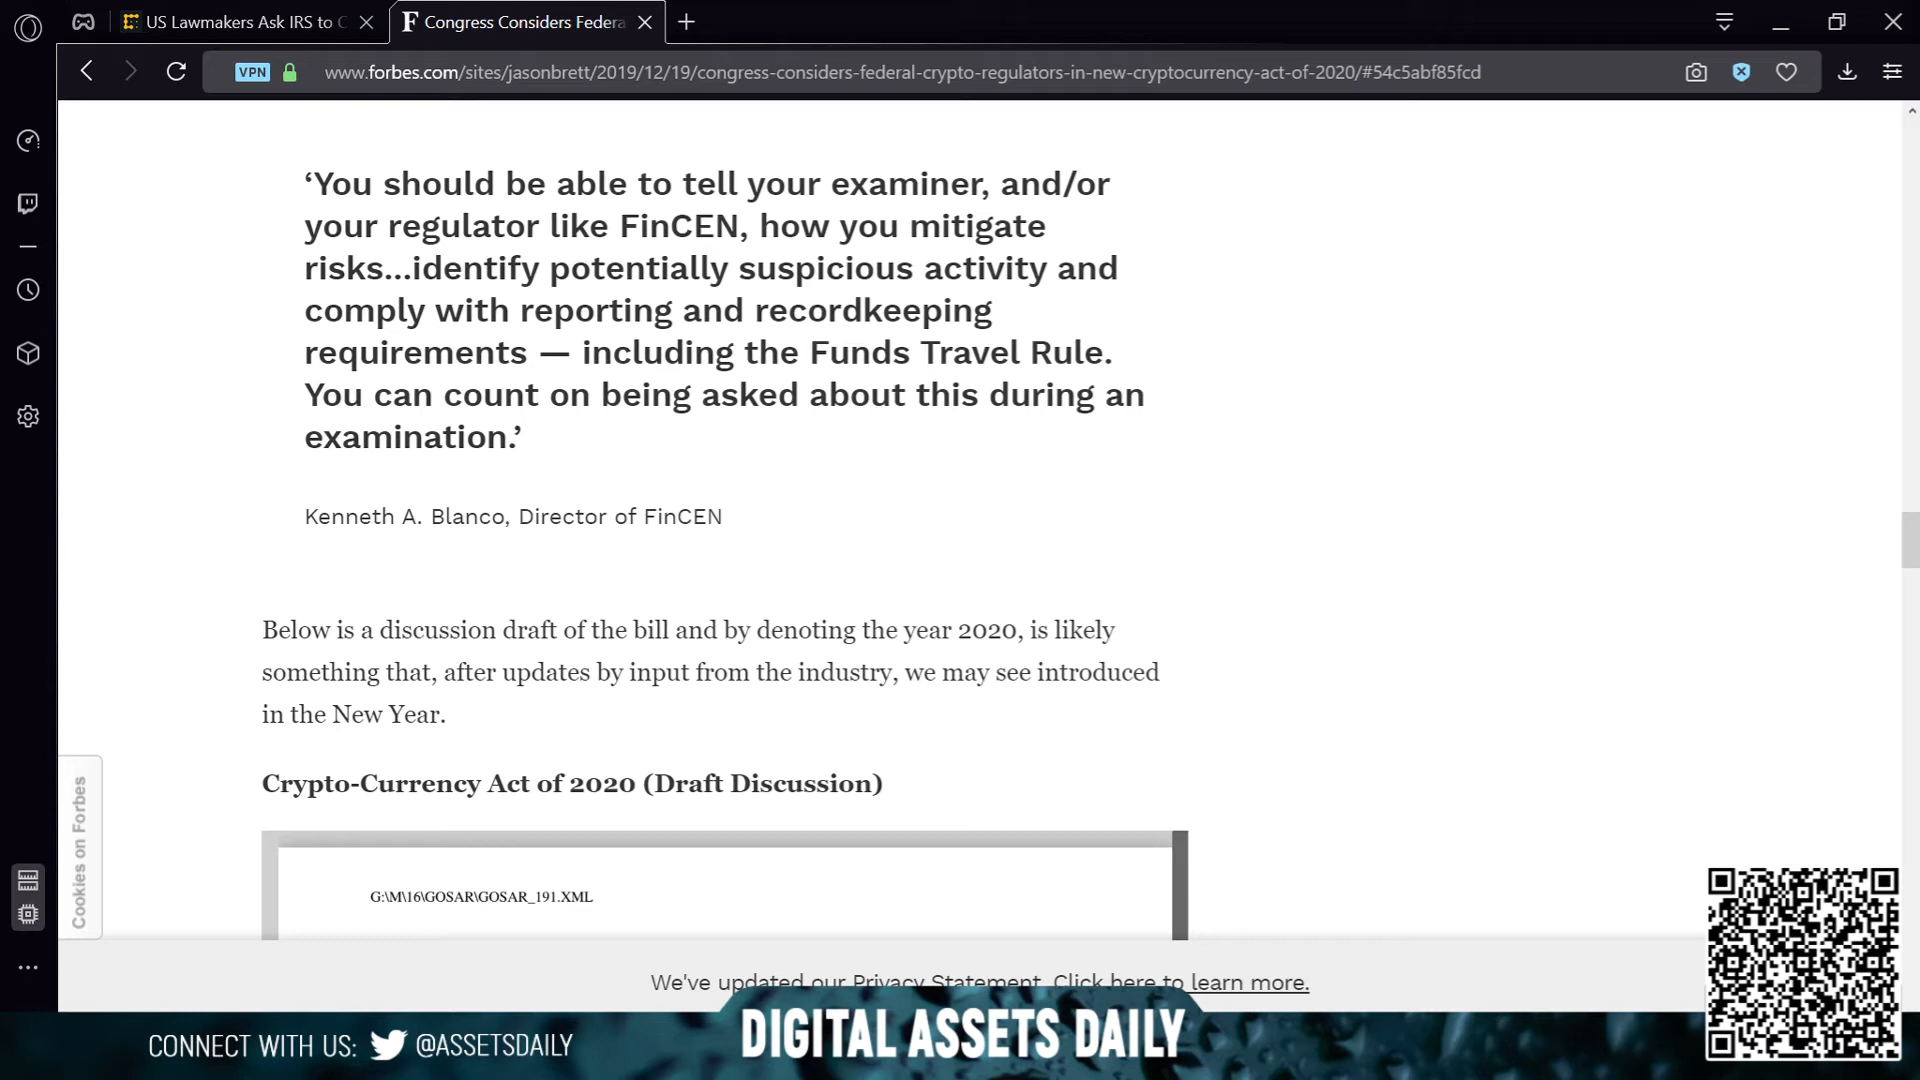 US Lawmakers Ask IRS to C
Congress Considers Federa
VPN
www.forbes.com/sites/jasonbrett/2019/12/19/congress-considers-federal-crypto-regulators-in-new-cryptocurrency-act-of-2020/#54c5abf85fcd
‘You should be able to tell your examiner, and/or
your regulator like FinCEN, how you mitigate
risks...identify potentially suspicious activity and
comply with reporting and recordkeeping
requirements — including the Funds Travel Rule.
You can count on being asked about this during an
examination.’
Kenneth A. Blanco, Director of FinCEN
Below is a discussion draft of the bill and by denoting the year 2020, is likely
something that, after updates by input from the industry, we may see introduced
in the New Year.
Crypto-Currency Act of 2020 (Draft Discussion)
Cookies on Forbes
G:\M\16\GOSAR\GOSAR_191.XML
We've updated our Privacy Statement. Click here to learn more.
CONNECT WITH US: @ASSETSDAILY
DIGITAL ASSETS DAILY